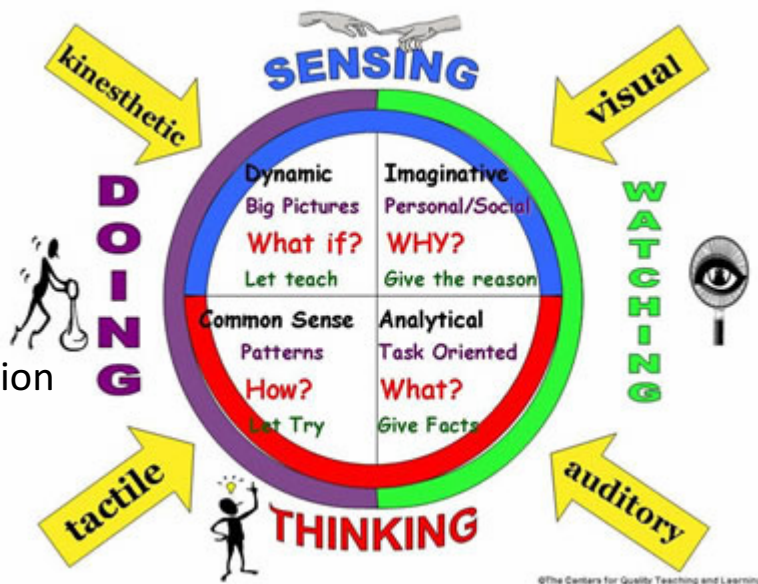 SENSING
kinesthetic
visual
DOING
WATCHING
Dynamic
Big Pictures
What if?
Let teach
Imaginative
Personal/Social
WHY?
Give the reason
Common Sense
Patterns
How?
Let Try
Analytical
Task Oriented
What?
Give Facts
ion
tactile
auditory
THINKING
©The Centers for Quality Teaching and Learning